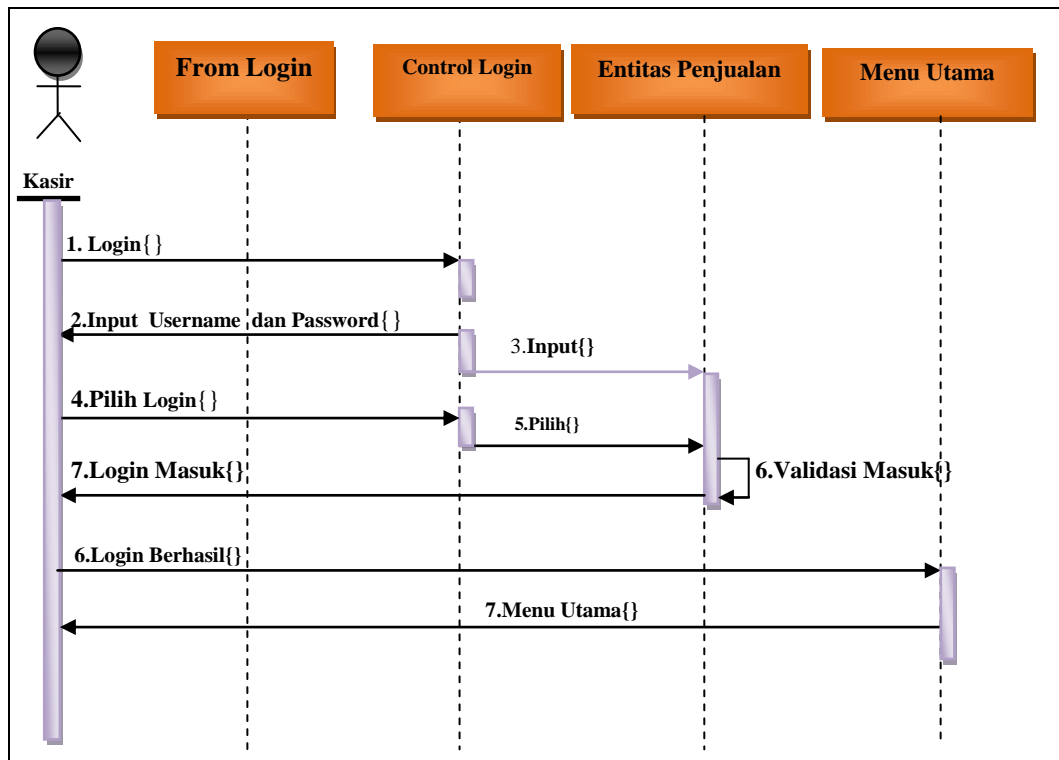 From Login
Control Login
Entitas Penjualan
Menu Utama
Kasir
1. Login{ }
2.Input Username dan Password{ }
3.Input{}
4.Pilih Login{ }
5.Pilih{}
6.Validasi Masuk{}
7.Login Masuk{}
6.Login Berhasil{}
7.Menu Utama{}